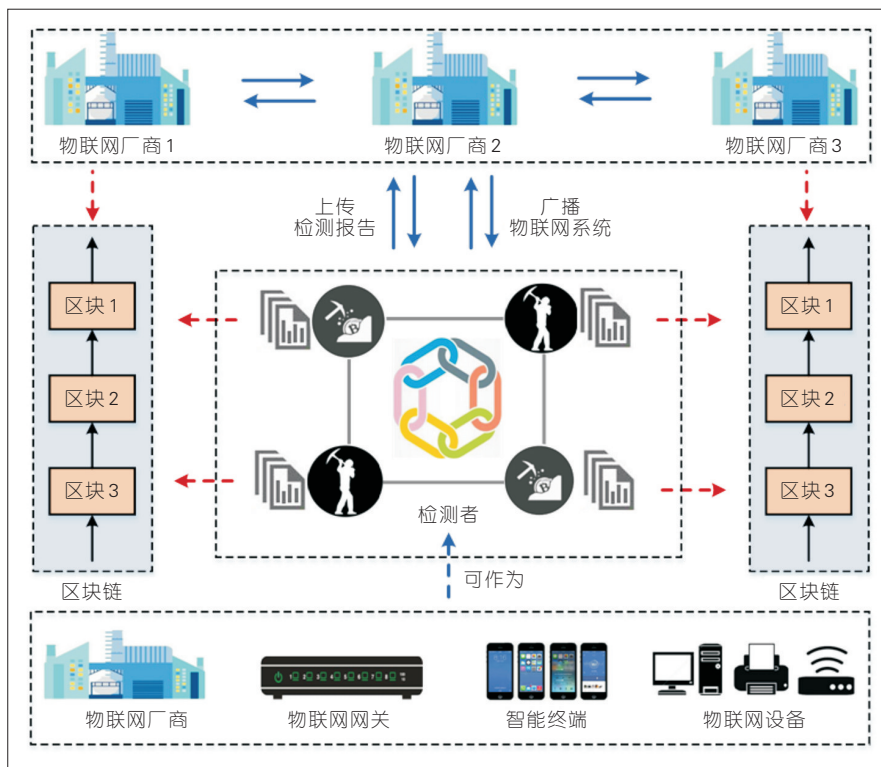 物联网厂商1
物联网厂商2
物联网厂商3
上传
检测报告
广播
物联网系统
区块1
区块2
区块3
区块链
区块1
区块2
区块3
区块链
B
B
检测者
可作为
物联网厂商
物联网网关
智能终端
物联网设备